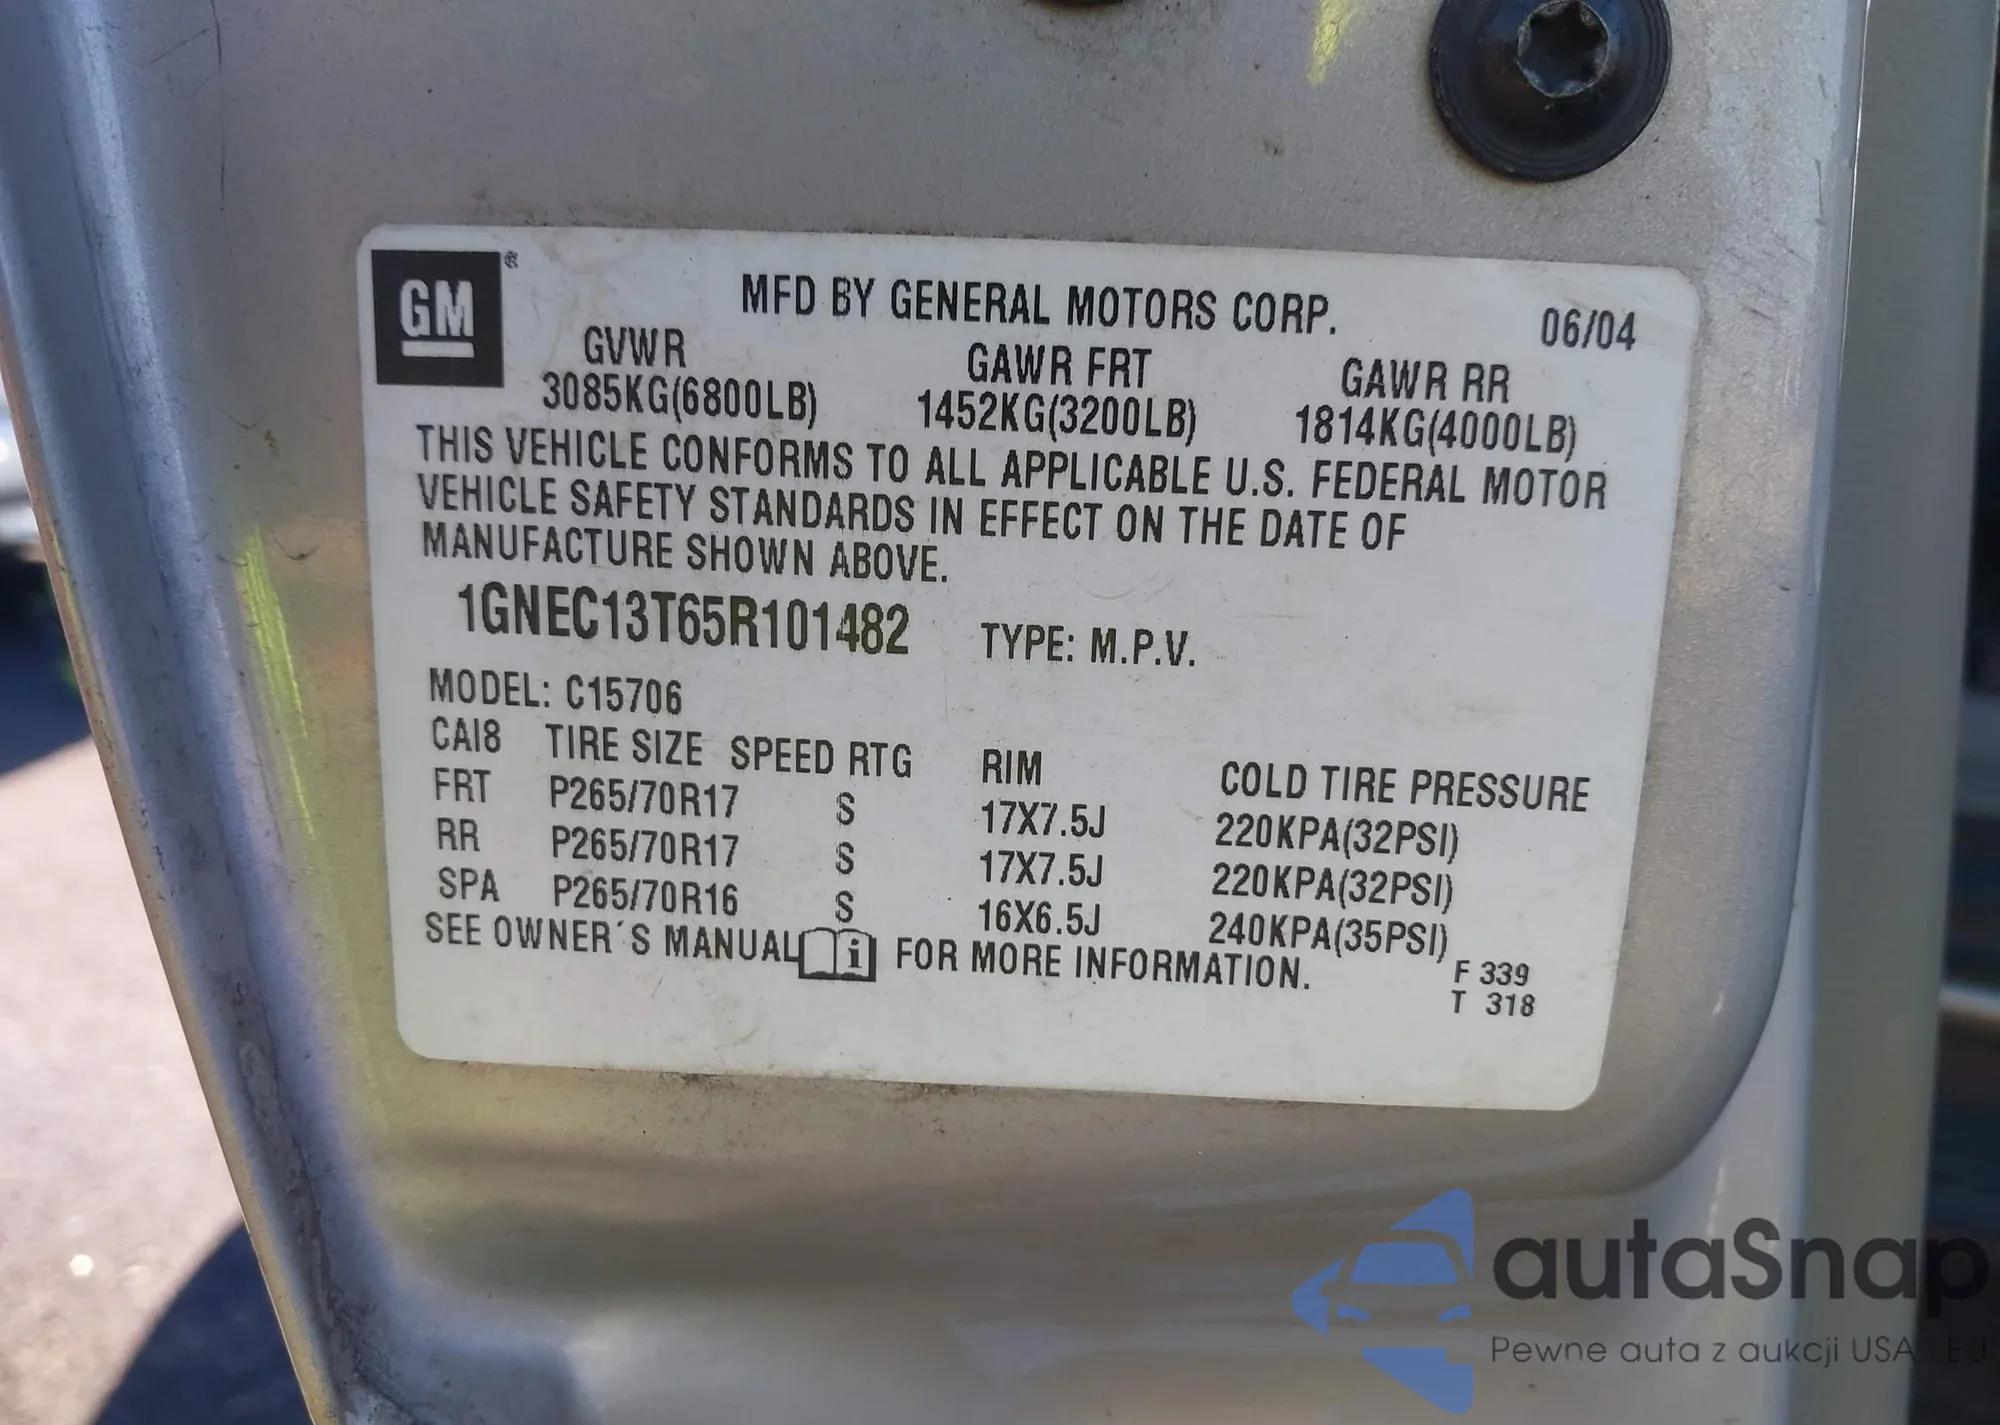 GM®
MFD BY GENERAL MOTORS CORP. 06/04
GVWR GAWR FRT GAWR RR
3085KG(6800LB) 1452KG(3200LB) 1814KG(4000LB)
THIS VEHICLE CONFORMS TO ALL APPLICABLE U.S. FEDERAL MOTOR
VEHICLE SAFETY STANDARDS IN EFFECT ON THE DATE OF
MANUFACTURE SHOWN ABOVE.
1GNEC13T65R101482 TYPE: M.P.V.
MODEL: C15706
CAI8 TIRE SIZE SPEED RTG RIM COLD TIRE PRESSURE
FRT P265/70R17 S 17X7.5J 220KPA(32PSI)
RR P265/70R17 S 17X7.5J 220KPA(32PSI)
SPA P265/70R16 S 16X6.5J 240KPA(35PSI)
SEE OWNER´S MANUAL i FOR MORE INFORMATION.
F 339
T 318
autaSnap
Pewne auta z aukcji USA i EU